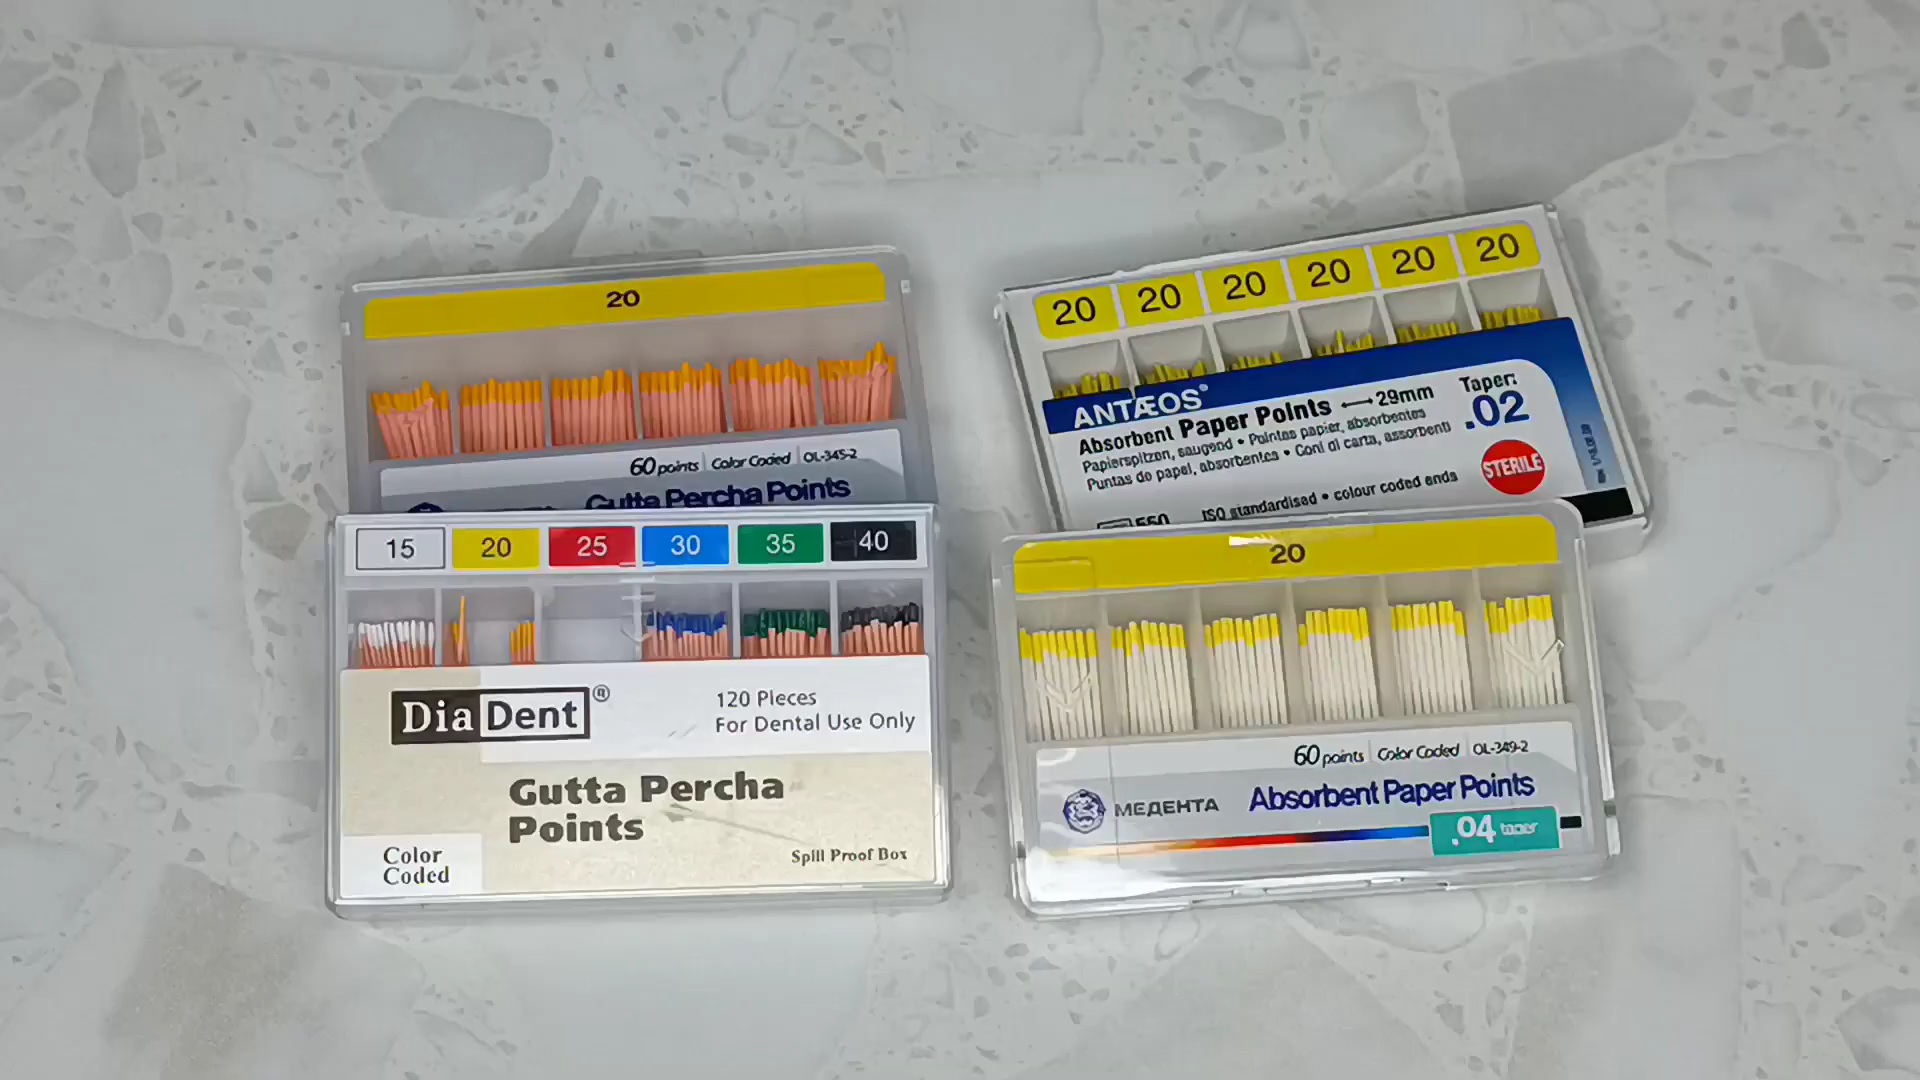 20
60 points | Color Coded | OL-345-2
Gutta Percha Points
15 20 25 30 35 40
DiaDent®
120 Pieces
For Dental Use Only
Gutta Percha
Points
Color
Coded
Spill Proof Box
20 20 20 20 20 20
ANTÆOS®
Absorbent Paper Points ⟷ 29mm
Papierspitzen, saugend • Pointes papier, absorbentes
Puntas de papel, absorbentes • Coni di carta, assorbenti
Taper:
.02
STERILE
ISO standardised • colour coded ends
20
60 points | Color Coded | OL-349-2
МЕДЕНТА Absorbent Paper Points
.04 taper